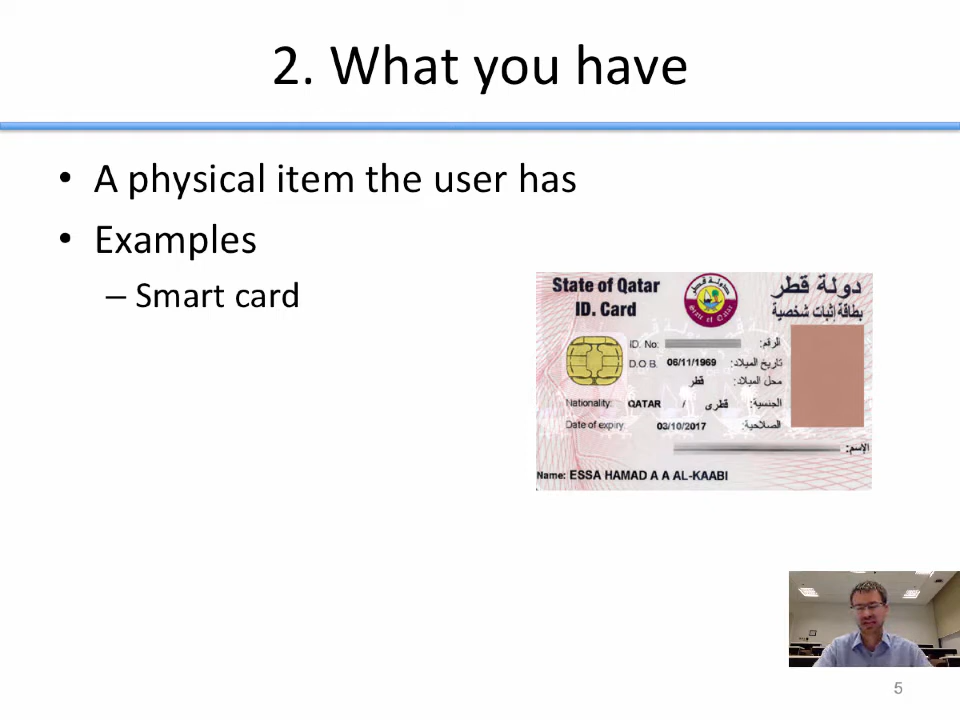 2. What you have
• A physical item the user has
• Examples
– Smart card
State of Qatar دولة قطر
ID. Card بطاقة إثبات شخصية
ID. No: الرقم:
D.O.B. 06/11/1969 تاريخ الميلاد:
قطر محل الميلاد:
Nationality: QATAR / قطرى الجنسية:
Date of expiry: 03/10/2017 الصلاحية:
الإسم:
Name: ESSA HAMAD A A AL-KAABI
5